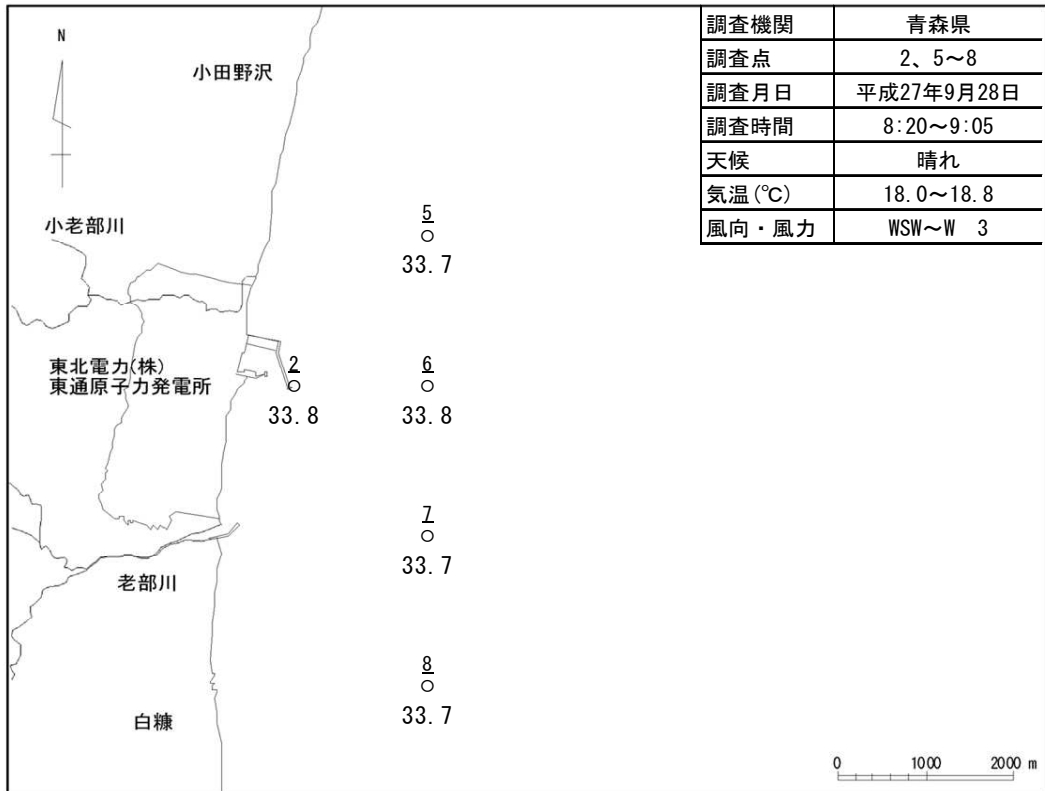 調査機関 青森県
調査点 2、5～8
調査月日 平成27年9月28日
調査時間 8:20～9:05
天候 晴れ
気温(℃) 18.0～18.8
風向・風力 WSW～W 3
N
小田野沢
小老部川
5
33.7
東北電力(株)
東通原子力発電所
2
33.8
6
33.8
7
33.7
老部川
8
33.7
白糠
0 1000 2000 m